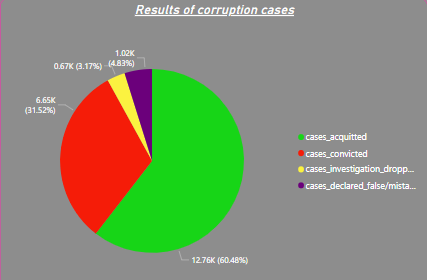 Results of corruption cases
1.02K
(4.83%)
0.67K (3.17%)
6.65K
(31.52%)
12.76K (60.48%)
cases_acquitted
cases_convicted
cases_investigation_dropp...
cases_declared_false/mista...